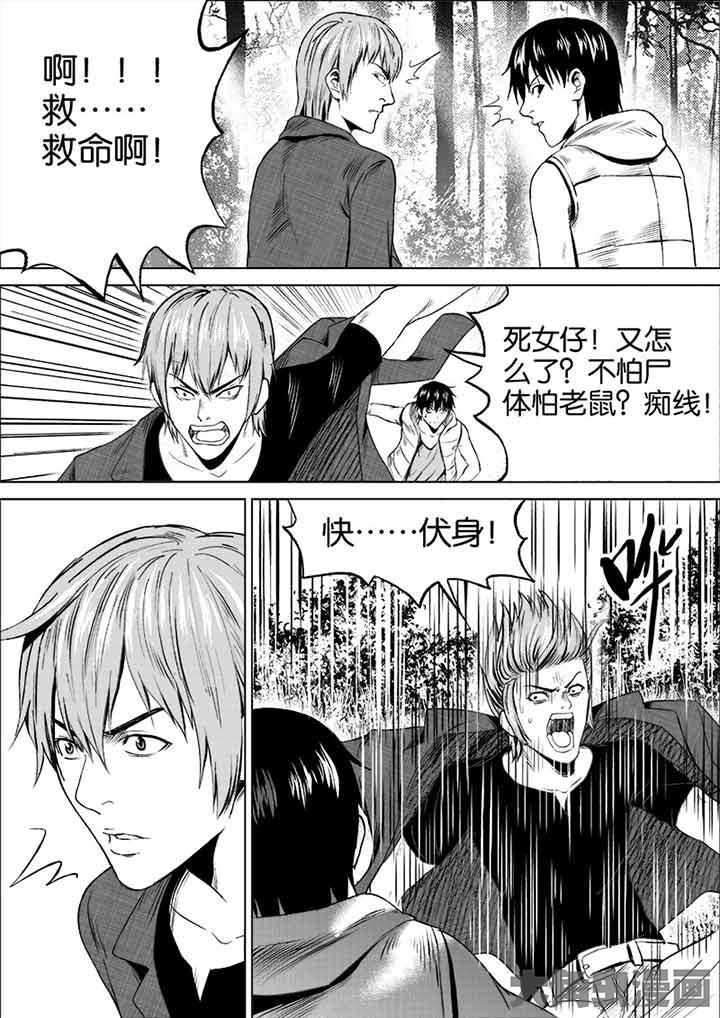 啊！！！
救……
救命啊！
死女仔！又怎
么了？不怕尸
体怕老鼠？痴线！
快……伏身！
哗